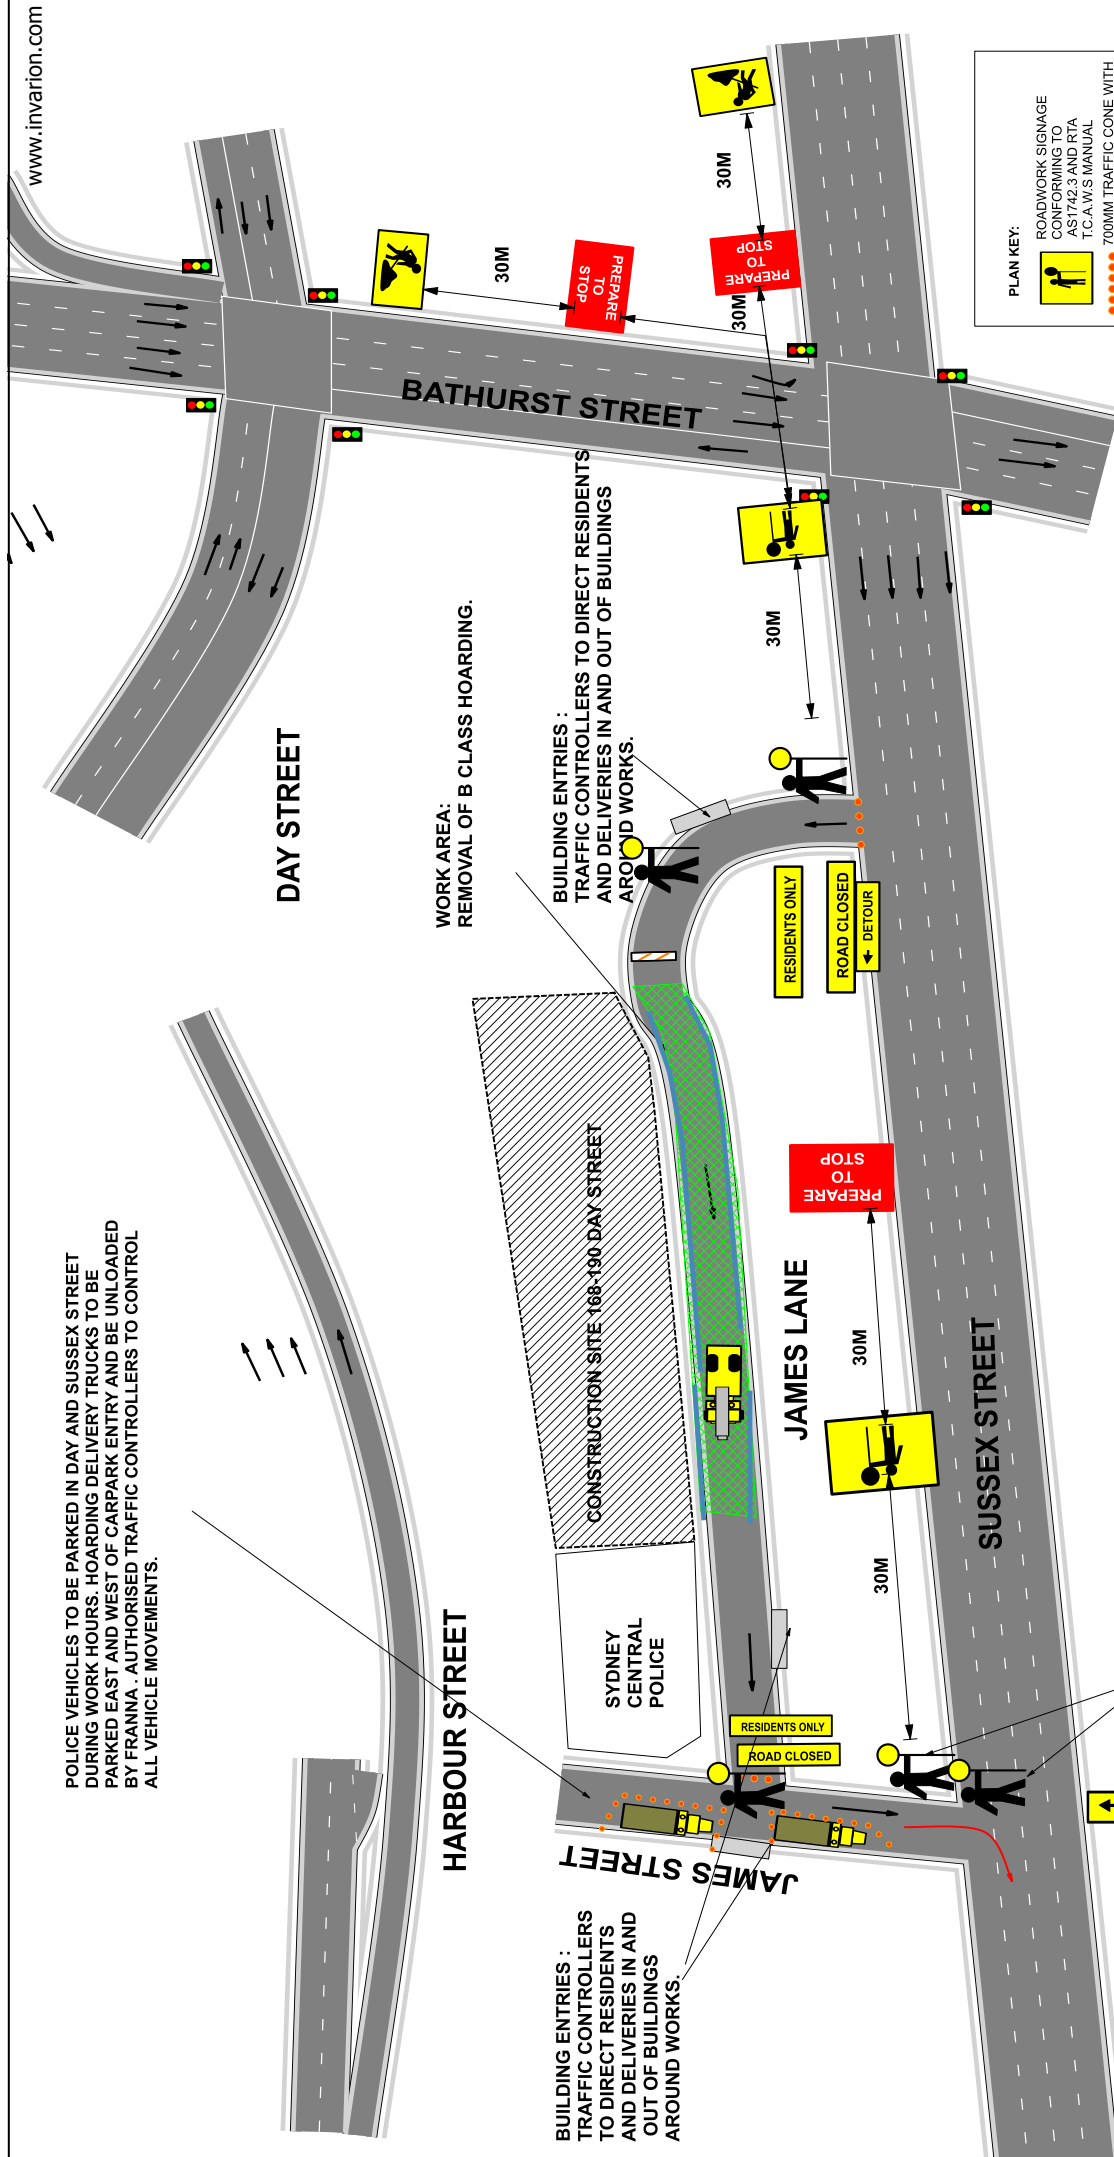 www.invarion.com
POLICE VEHICLES TO BE PARKED IN DAY AND SUSSEX STREET
DURING WORK HOURS. HOARDING DELIVERY TRUCKS TO BE
PARKED EAST AND WEST OF CARPARK ENTRY AND BE UNLOADED
BY FRANNA . AUTHORISED TRAFFIC CONTROLLERS TO CONTROL
ALL VEHICLE MOVEMENTS.
DAY STREET
HARBOUR STREET
BATHURST STREET
30M
PREPARE
TO
STOP
30M
PREPARE
TO
STOP
30M
WORK AREA:
REMOVAL OF B CLASS HOARDING.
BUILDING ENTRIES :
TRAFFIC CONTROLLERS TO DIRECT RESIDENTS
AND DELIVERIES IN AND OUT OF BUILDINGS
AROUND WORKS.
30M
CONSTRUCTION SITE 168-190 DAY STREET
SYDNEY
CENTRAL
POLICE
RESIDENTS ONLY
ROAD CLOSED
DETOUR
JAMES LANE
PREPARE
TO
STOP
30M
30M
SUSSEX STREET
RESIDENTS ONLY
ROAD CLOSED
JAMES STREET
BUILDING ENTRIES :
TRAFFIC CONTROLLERS
TO DIRECT RESIDENTS
AND DELIVERIES IN AND
OUT OF BUILDINGS
AROUND WORKS.
PLAN KEY:
ROADWORK SIGNAGE
CONFORMING TO
AS1742.3 AND RTA
T.C.A.W.S MANUAL
700MM TRAFFIC CONE WITH